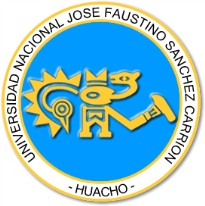 UNIVERSIDAD NACIONAL JOSE FAUSTINO SANCHEZ CARRION
- HUACHO -